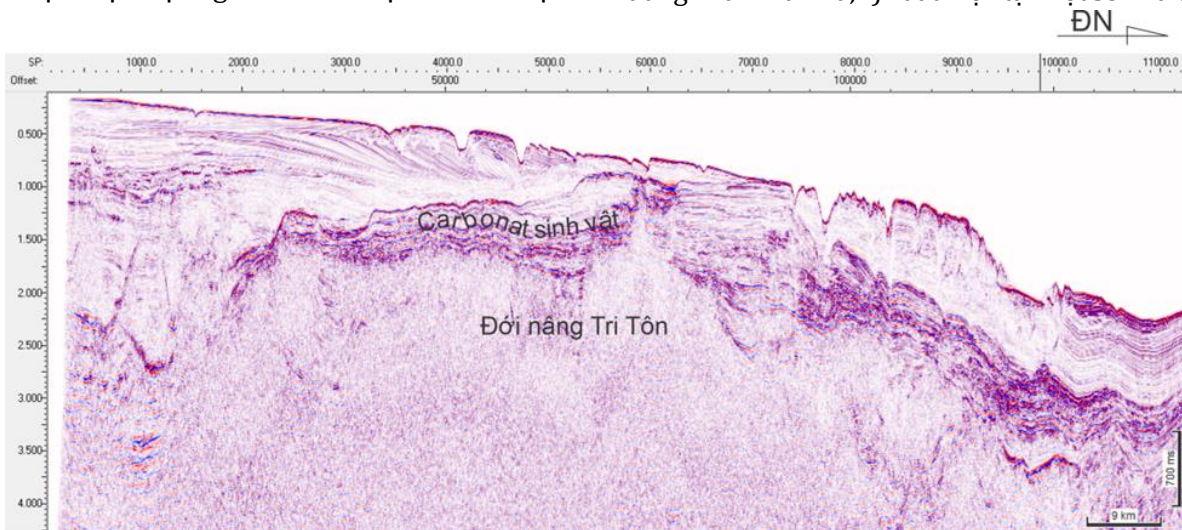 ĐN
SP: 1000.0 2000.0 3000.0 4000.0 5000.0 6000.0 7000.0 8000.0 9000.0 10000.0 11000.0
Offset: 50000 100000
0.500
1.000
Carbonat sinh vật
1.500
2.000
Đới nâng Tri Tôn
2.500
3.000
3.500
700 ms
4.000
9 km